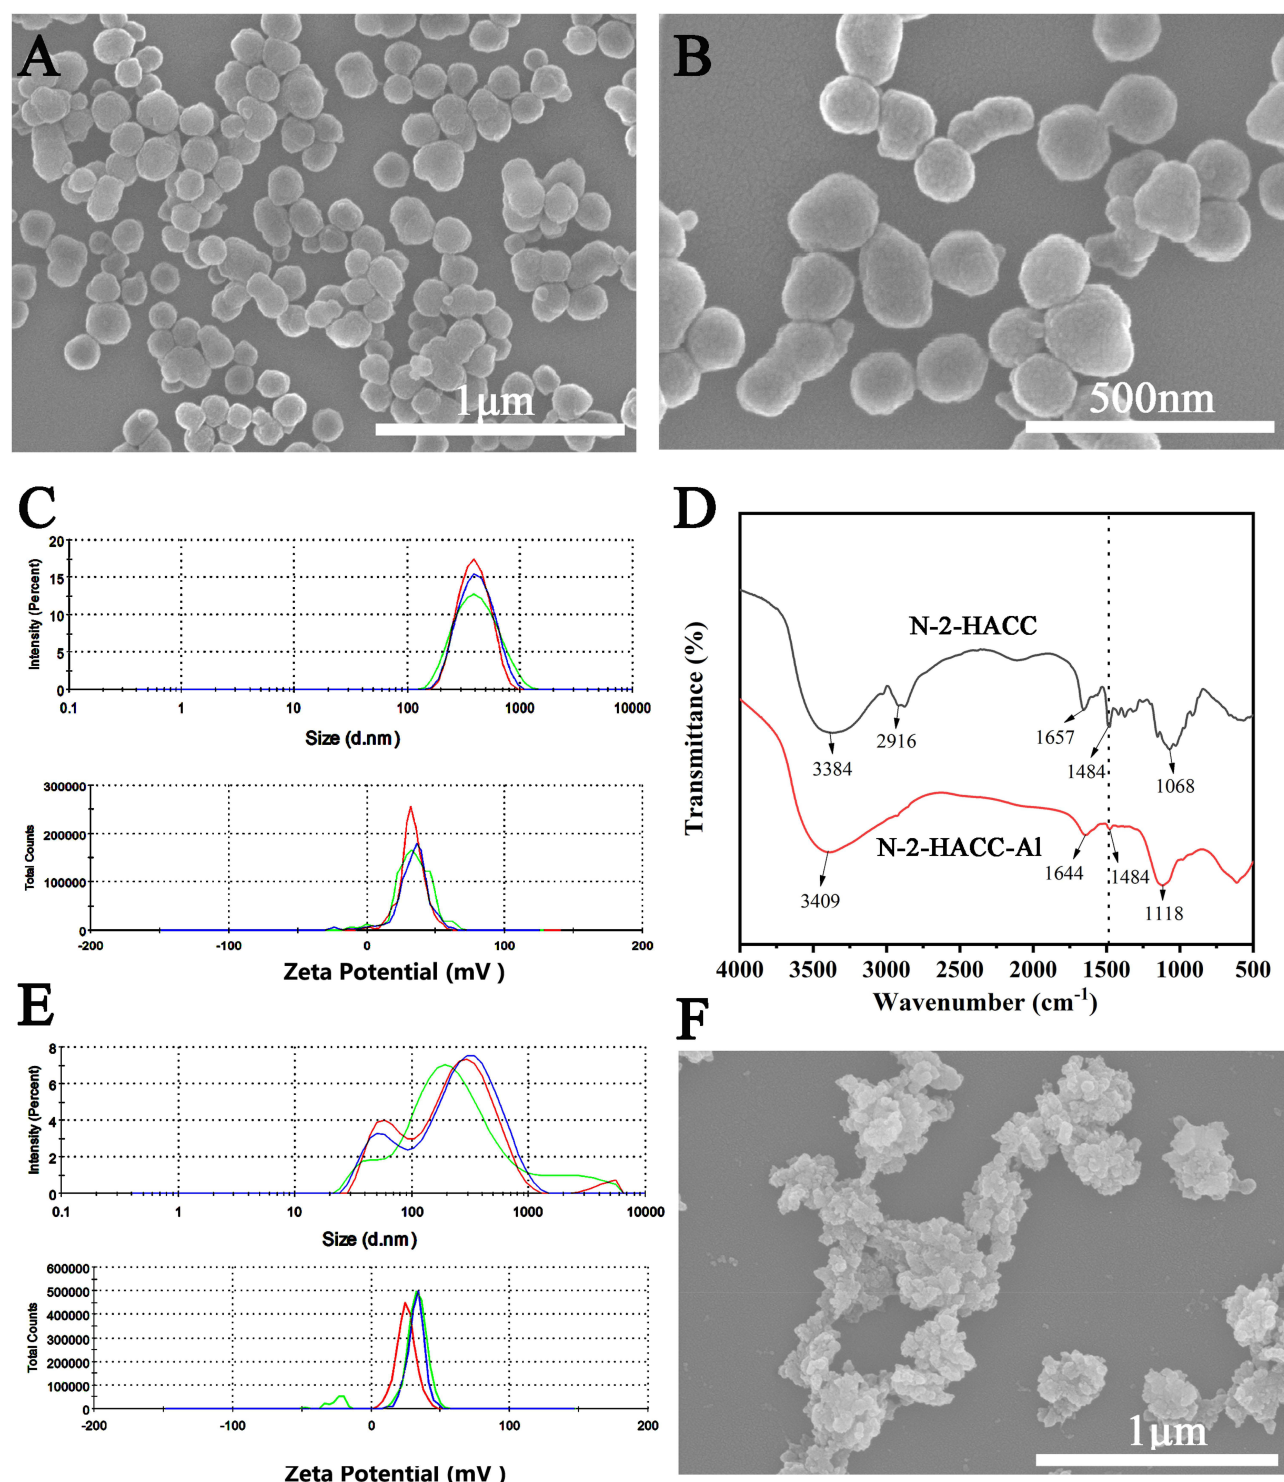 A
1μm
B
500nm
C
20
15
10
5
0
Intensity (Percent)
0.1
1
10
100
1000
10000
Size (d.nm)
300000
200000
100000
0
Total Counts
-200
-100
0
100
200
Zeta Potential (mV )
D
Transmittance (%)
N-2-HACC
2916
3384
1657
1484
1068
N-2-HACC-Al
3409
1644
1484
1118
4000
3500
3000
2500
2000
1500
1000
500
Wavenumber (cm⁻¹)
E
8
6
4
2
0
Intensity (Percent)
0.1
1
10
100
1000
10000
Size (d.nm)
600000
500000
400000
300000
200000
100000
0
Total Counts
-200
-100
0
100
200
Zeta Potential (mV )
F
1μm